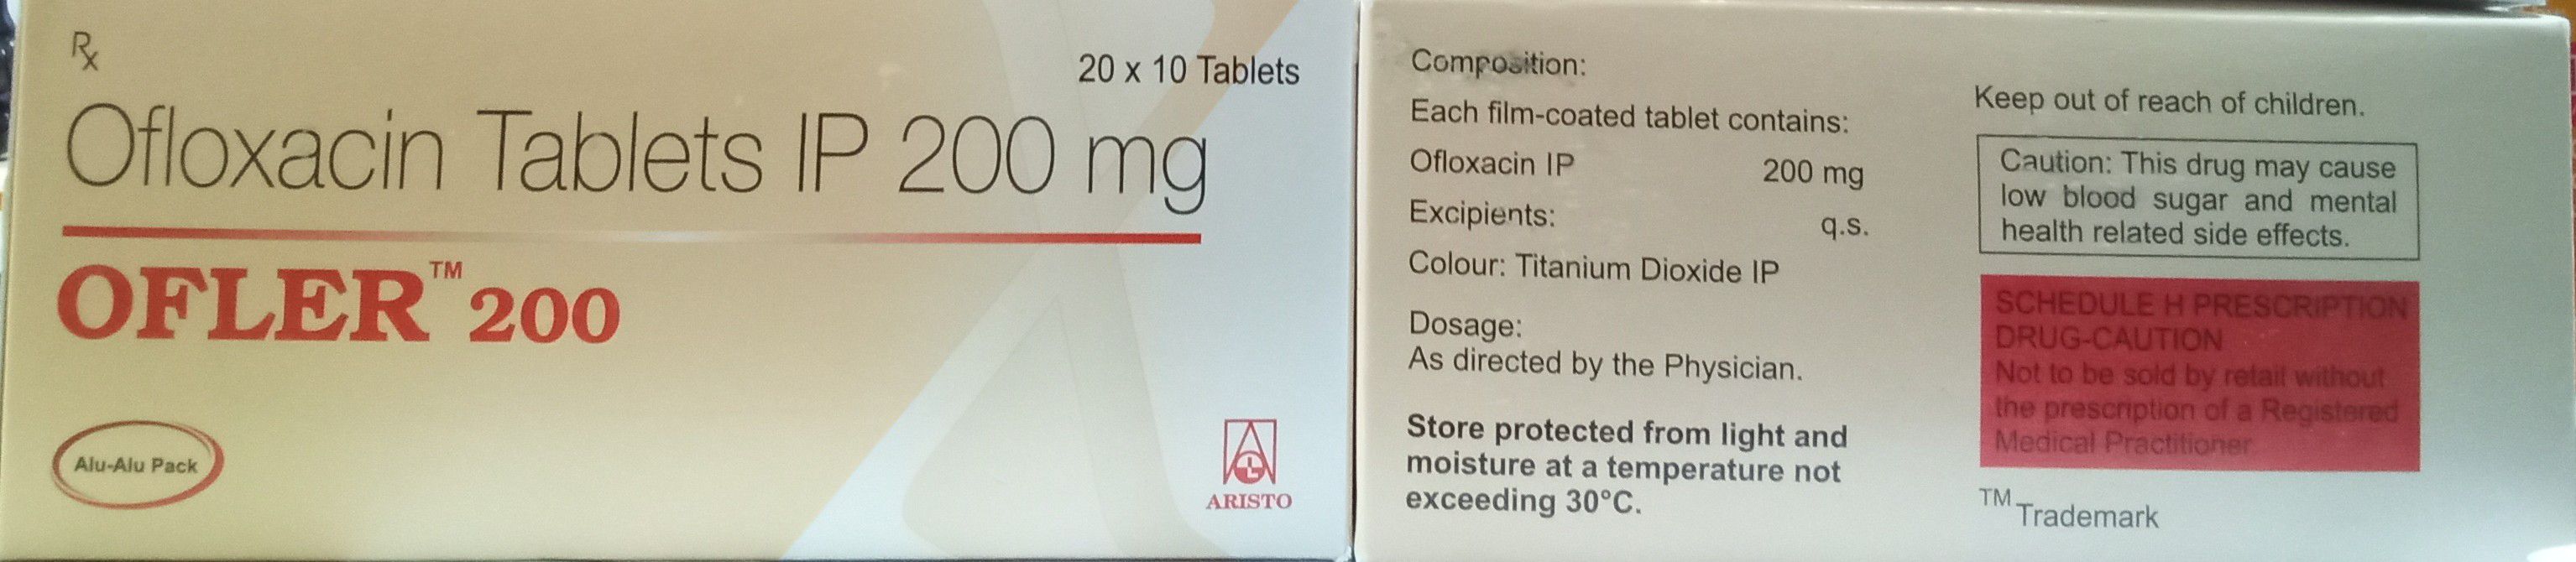 Rx
20 x 10 Tablets
Ofloxacin Tablets IP 200 mg
OFLER™ 200
Alu-Alu Pack
ARISTO
Composition:
Each film-coated tablet contains:
Ofloxacin IP 200 mg
Excipients: q.s.
Colour: Titanium Dioxide IP
Dosage:
As directed by the Physician.
Store protected from light and
moisture at a temperature not
exceeding 30°C.
Keep out of reach of children.
Caution: This drug may cause
low blood sugar and mental
health related side effects.
SCHEDULE H PRESCRIPTION
DRUG-CAUTION
Not to be sold by retail without
the prescription of a Registered
Medical Practitioner.
™ Trademark